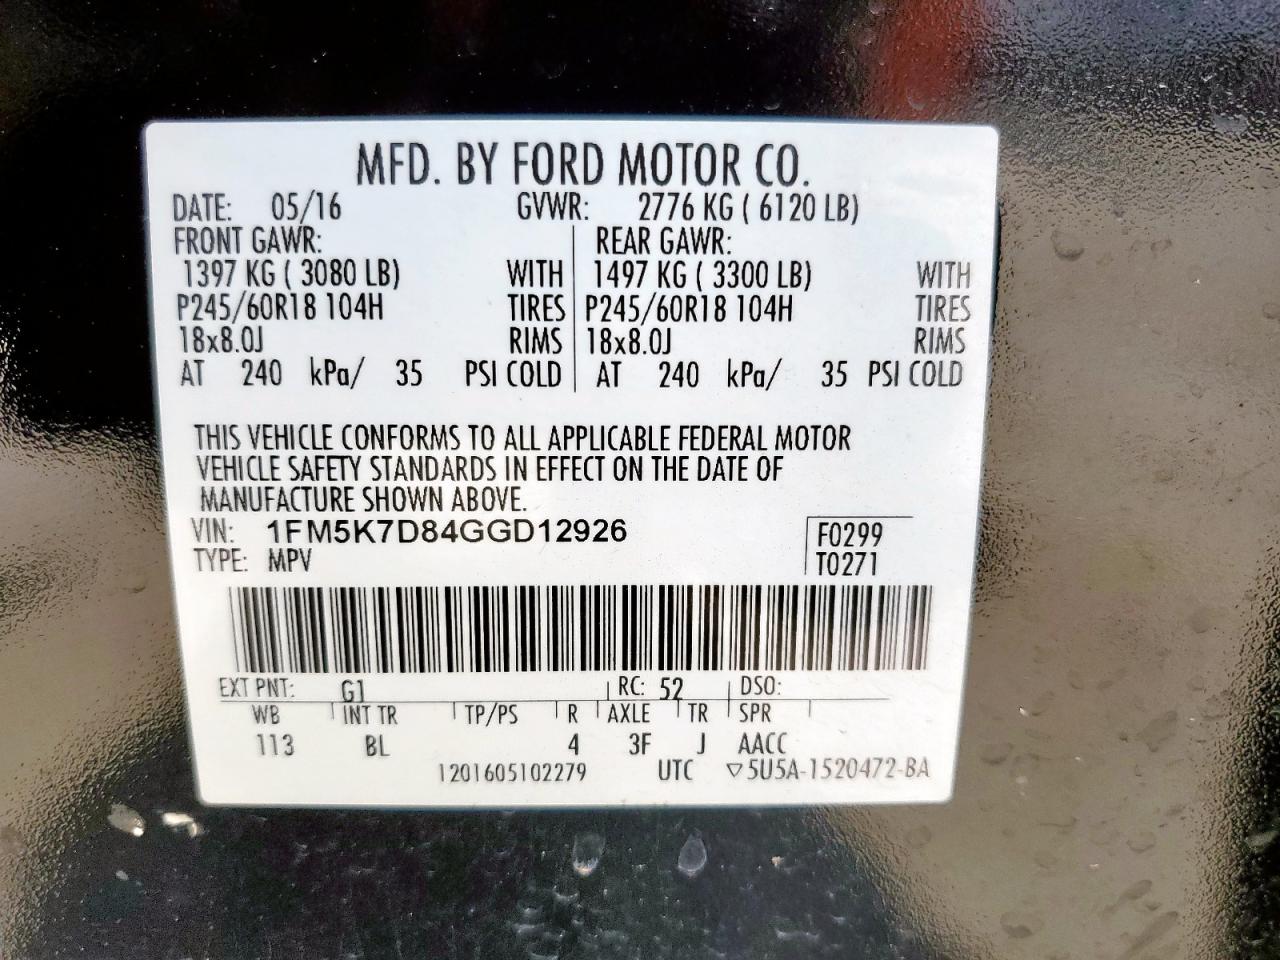 MFD. BY FORD MOTOR CO.
DATE: 05/16 GVWR: 2776 KG ( 6120 LB)
FRONT GAWR: REAR GAWR:
1397 KG ( 3080 LB) WITH 1497 KG ( 3300 LB) WITH
P245/60R18 104H TIRES P245/60R18 104H TIRES
18x8.0J RIMS 18x8.0J RIMS
AT 240 kPa/ 35 PSI COLD AT 240 kPa/ 35 PSI COLD
THIS VEHICLE CONFORMS TO ALL APPLICABLE FEDERAL MOTOR
VEHICLE SAFETY STANDARDS IN EFFECT ON THE DATE OF
MANUFACTURE SHOWN ABOVE.
VIN: 1FM5K7D84GGD12926 F0299
TYPE: MPV T0271
EXT PNT: G1 RC: 52 DSO:
WB INT TR TP/PS R AXLE TR SPR
113 BL 4 3F J AACC
1201605102279 UTC ▽5U5A-1520472-BA